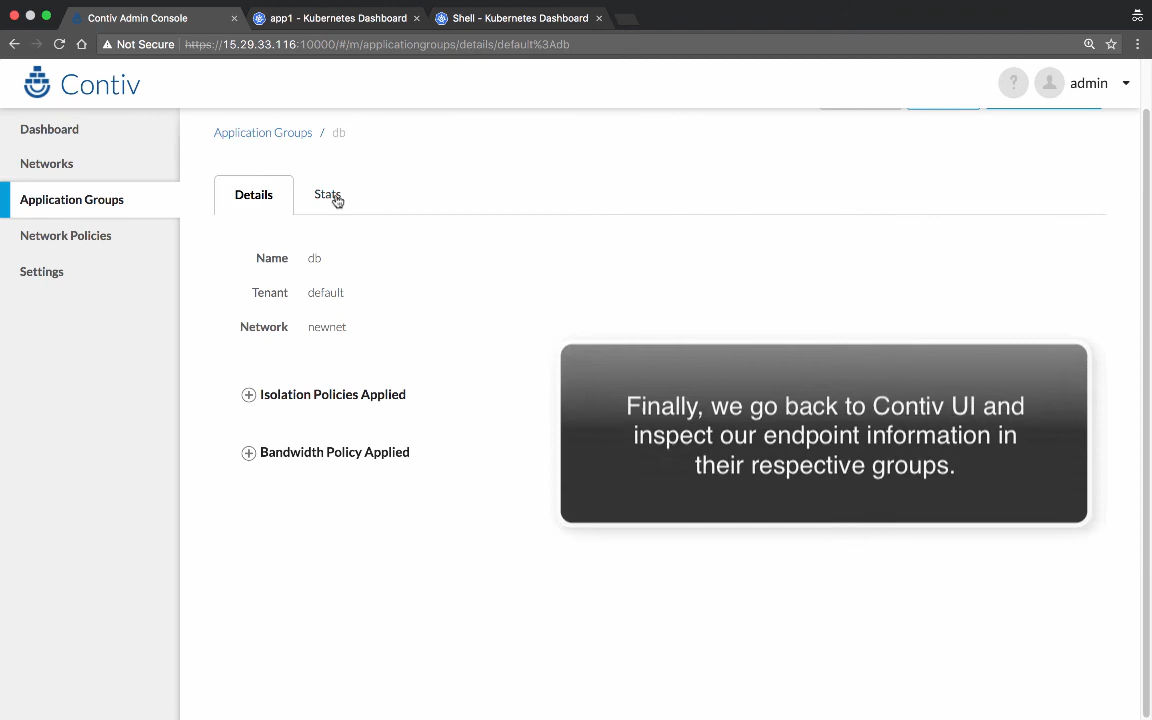 Contiv Admin Console
app1 - Kubernetes Dashboard
Shell - Kubernetes Dashboard
Not Secure
https://15.29.33.116:10000/#/m/applicationgroups/details/default%3Adb
Contiv
?
admin
Dashboard
Networks
Application Groups
Network Policies
Settings
Application Groups / db
Details
Stats
Name db
Tenant default
Network newnet
Isolation Policies Applied
Bandwidth Policy Applied
Finally, we go back to Contiv UI and
inspect our endpoint information in
their respective groups.